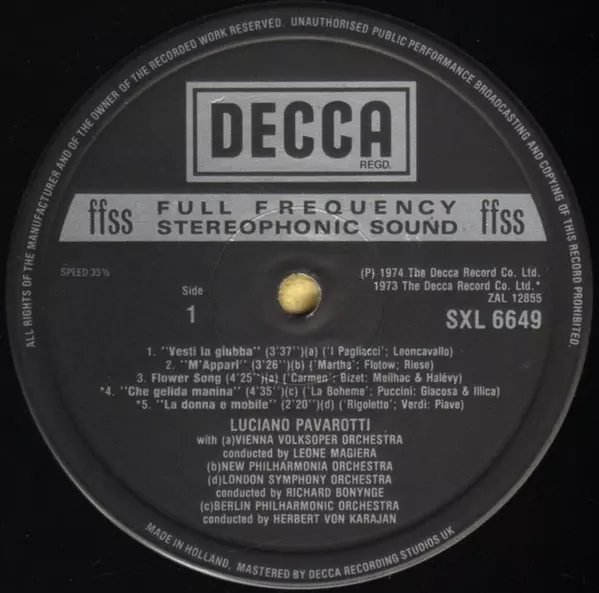 ALL RIGHTS OF THE MANUFACTURER AND OF THE OWNER OF THE RECORDED WORK RESERVED. UNAUTHORISED PUBLIC PERFORMANCE BROADCASTING AND COPYING OF THIS RECORD PROHIBITED.
DECCA
REGD.
ffss FULL FREQUENCY ffss
STEREOPHONIC SOUND
SPEED 33⅓
(P) 1974 The Decca Record Co. Ltd.
1973 The Decca Record Co. Ltd.*
ZAL 12855
Side
1
SXL 6649
1. "Vesti la giubba" (3'37")(a) ('I Pagliacci'; Leoncavallo)
2. "M'Appari" (3'26")(b) ('Martha'; Flotow; Riese)
3. Flower Song (4'25")(a) ('Carmen'; Bizet: Meilhac & Halévy)
*4. "Che gelida manina" (4'35")(c) ('La Boheme'; Puccini: Giacosa & Illica)
*5. "La donna e mobile" (2'20")(d) ('Rigoletto'; Verdi: Piave)
LUCIANO PAVAROTTI
with (a)VIENNA VOLKSOPER ORCHESTRA
conducted by LEONE MAGIERA
(b)NEW PHILHARMONIA ORCHESTRA
(d)LONDON SYMPHONY ORCHESTRA
conducted by RICHARD BONYNGE
(c)BERLIN PHILHARMONIC ORCHESTRA
conducted by HERBERT VON KARAJAN
MADE IN HOLLAND. MASTERED BY DECCA RECORDING STUDIOS UK